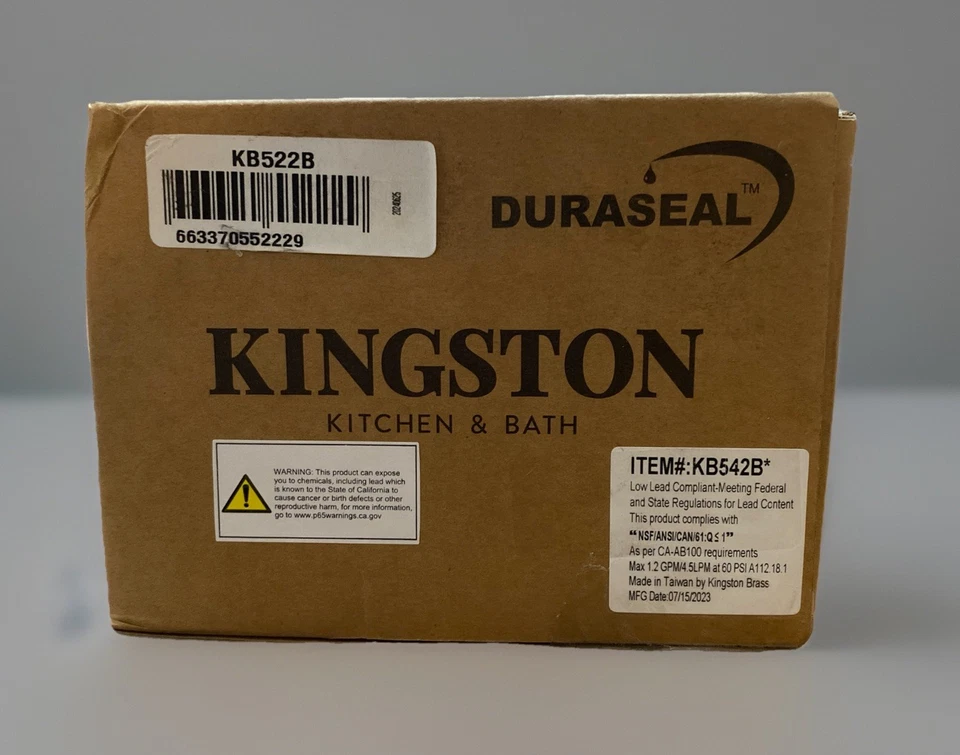 KB522B
20240625
663370552229
DURASEAL™
KINGSTON
KITCHEN & BATH
WARNING: This product can expose
you to chemicals, including lead which
is known to the State of California to
cause cancer or birth defects or other
reproductive harm, for more information,
go to www.p65warnings.ca.gov
ITEM#:KB542B*
Low Lead Compliant-Meeting Federal
and State Regulations for Lead Content
This product complies with
“NSF/ANSI/CAN/61:Q ≤ 1”
As per CA-AB100 requirements
Max 1.2 GPM/4.5LPM at 60 PSI A112.18.1
Made in Taiwan by Kingston Brass
MFG Date:07/15/2023